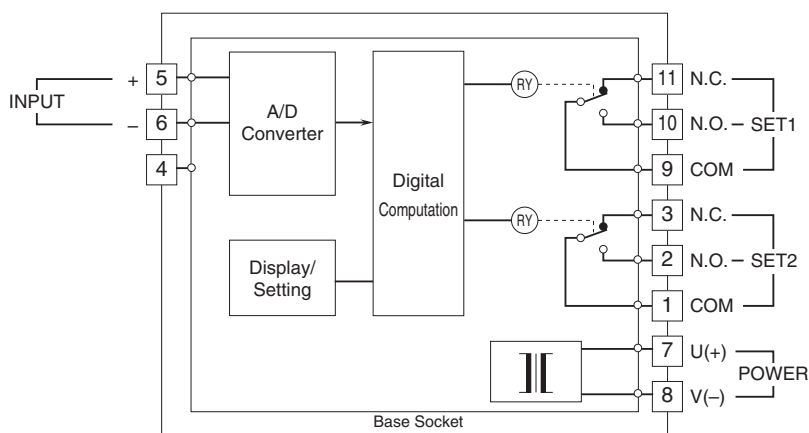 INPUT
+ 5
– 6
4
A/D
Converter
Display/
Setting
Digital
Computation
RY
RY
11 N.C.
10 N.O.
9 COM
SET1
3 N.C.
2 N.O.
1 COM
SET2
7 U(+)
8 V(–)
POWER
Base Socket